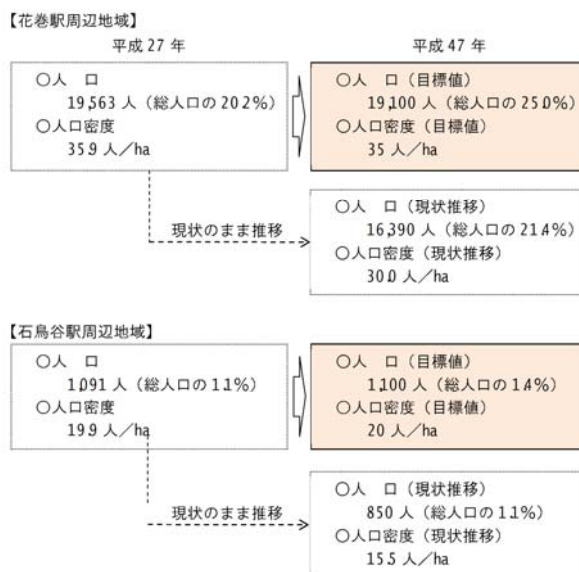 【花巻駅周辺地域】
平成 27 年
平成 47 年
○人　口
19,563 人（総人口の 20.2%）
○人口密度
35.9 人／ha
○人　口（目標値）
19,100 人（総人口の 25.0%）
○人口密度（目標値）
35 人／ha
現状のまま推移
○人　口（現状推移）
16,390 人（総人口の 21.4%）
○人口密度（現状推移）
30.0 人／ha
【石鳥谷駅周辺地域】
○人　口
1,091 人（総人口の 1.1%）
○人口密度
19.9 人／ha
○人　口（目標値）
1,100 人（総人口の 1.4%）
○人口密度（目標値）
20 人／ha
現状のまま推移
○人　口（現状推移）
850 人（総人口の 1.1%）
○人口密度（現状推移）
15.5 人／ha